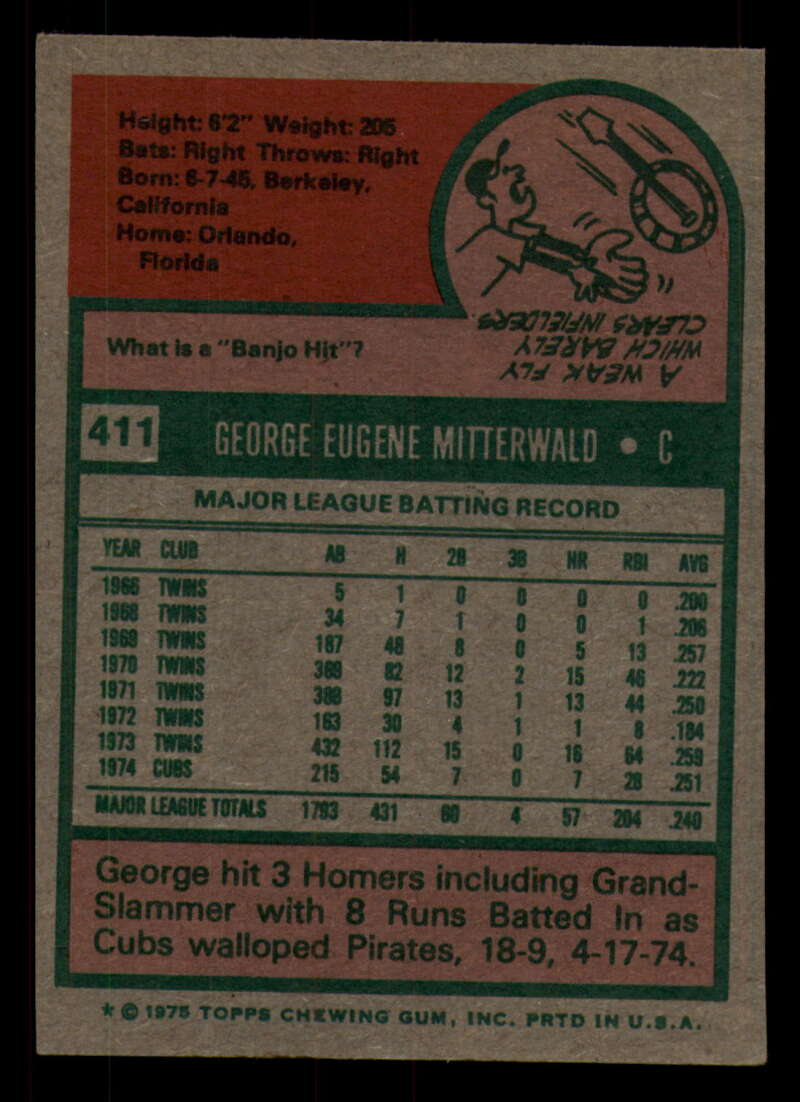 Height: 6'2" Weight: 205
Bats: Right Throws: Right
Born: 6-7-45, Berkeley,
California
Home: Orlando,
Florida
What is a "Banjo Hit"?
A WEAK FLY
WHICH BARELY
CLEARS INFIELDERS.
411 GEORGE EUGENE MITTERWALD • C
MAJOR LEAGUE BATTING RECORD
YEAR CLUB AB H 2B 3B HR RBI AVG
1966 TWINS 5 1 0 0 0 0 .200
1968 TWINS 34 7 1 0 0 1 .206
1969 TWINS 187 48 8 0 5 13 .257
1970 TWINS 369 82 12 2 15 46 .222
1971 TWINS 388 97 13 1 13 44 .250
1972 TWINS 163 30 4 1 1 8 .184
1973 TWINS 432 112 15 0 16 64 .259
1974 CUBS 215 54 7 0 7 28 .251
MAJOR LEAGUE TOTALS 1793 431 60 4 57 204 .240
George hit 3 Homers including Grand-
Slammer with 8 Runs Batted In as
Cubs walloped Pirates, 18-9, 4-17-74.
* © 1975 TOPPS CHEWING GUM, INC. PRTD IN U.S.A.